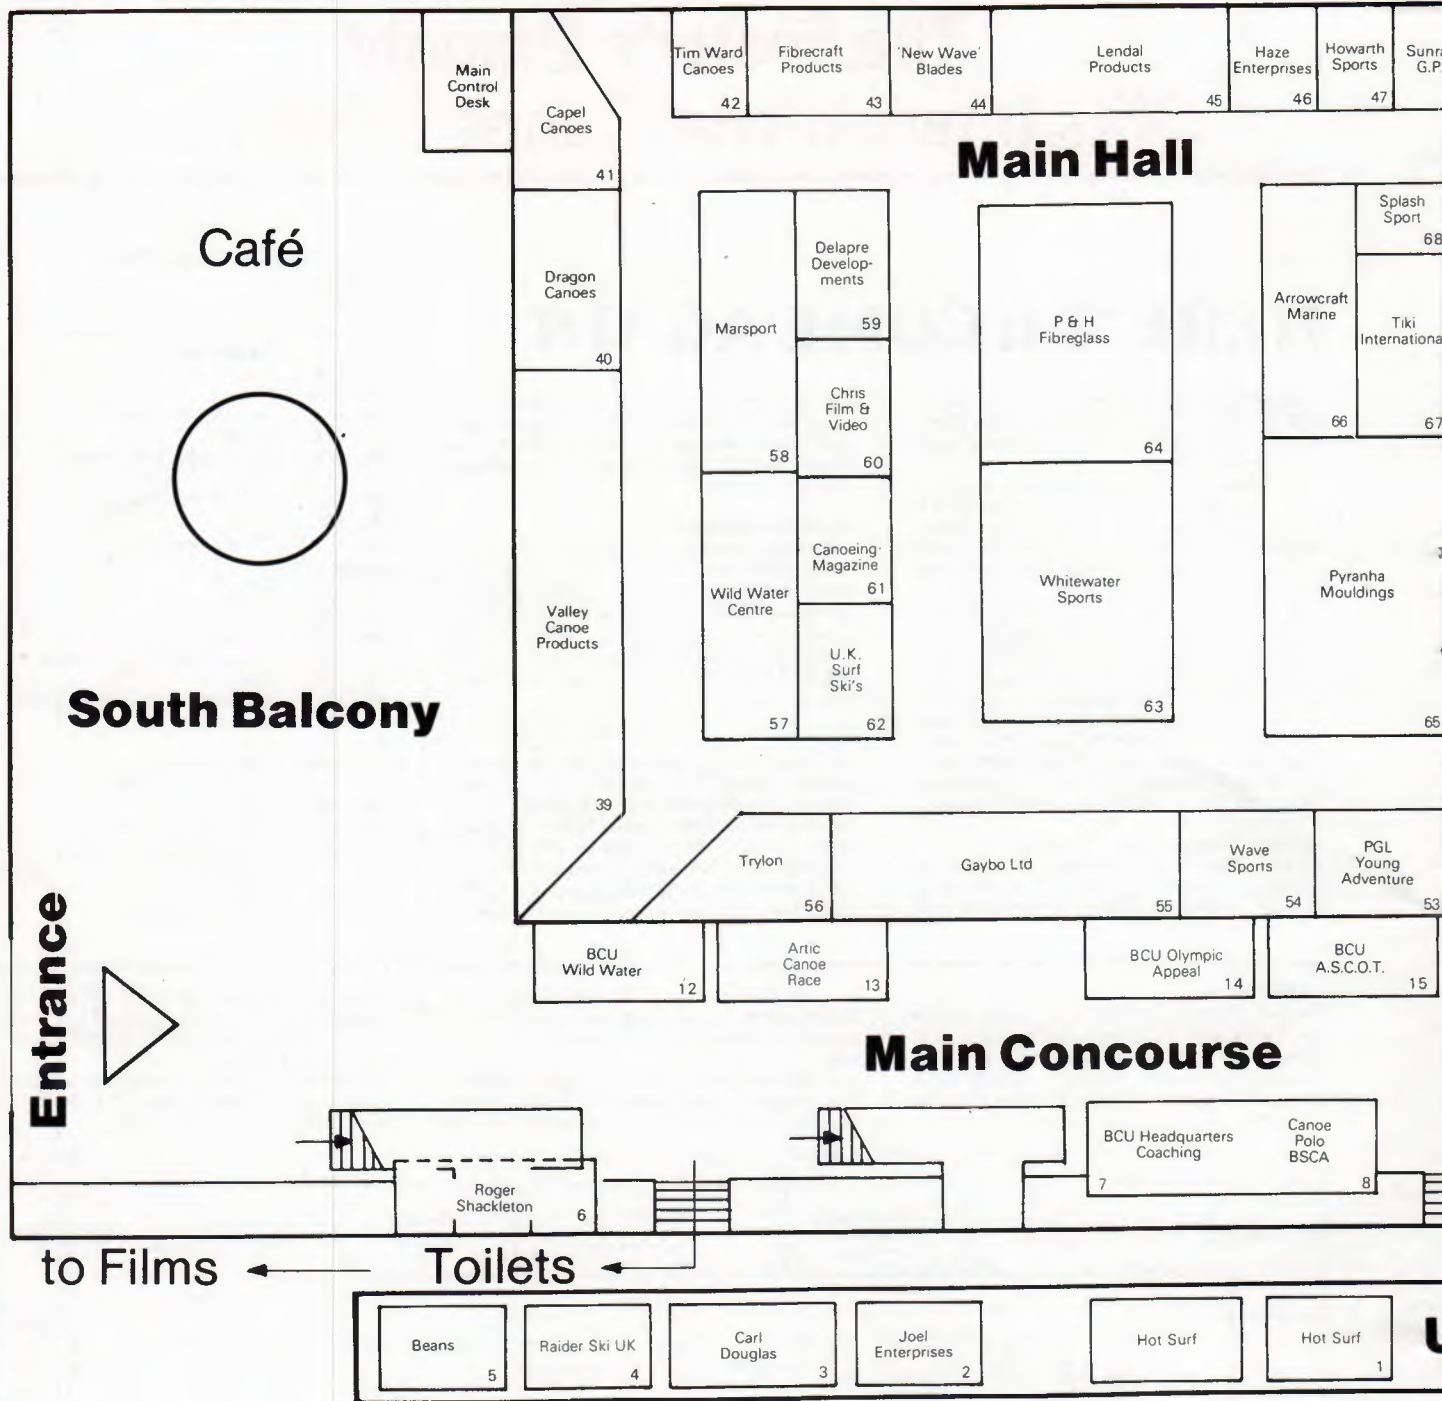 Main
Control
Desk
Capel
Canoes
41
Tim Ward
Canoes
42
Fibrecraft
Products
43
'New Wave'
Blades
44
Lendal
Products
45
Haze
Enterprises
46
Howarth
Sports
47
Main Hall
Café
Dragon
Canoes
40
Marsport
58
Delapre
Develop-
ments
59
Chris
Film &
Video
60
P & H
Fibreglass
64
Arrowcraft
Marine
66
Splash
Sport
68
Tiki
67
Valley
Canoe
Products
39
Wild Water
Centre
57
Canoeing
Magazine
61
U.K.
Surf
Ski's
62
Whitewater
Sports
63
Pyranha
Mouldings
65
South Balcony
Trylon
56
Gaybo Ltd
55
Wave
Sports
54
PGL
Young
Adventure
53
Entrance
BCU
Wild Water
12
Artic
Canoe
Race
13
BCU Olympic
Appeal
14
BCU
A.S.C.O.T.
15
Main Concourse
Roger
Shackleton
6
BCU Headquarters
Coaching
7
Canoe
Polo
BSCA
8
to Films
Toilets
Beans
5
Raider Ski UK
4
Carl
Douglas
3
Joel
Enterprises
2
Hot Surf
Hot Surf
1